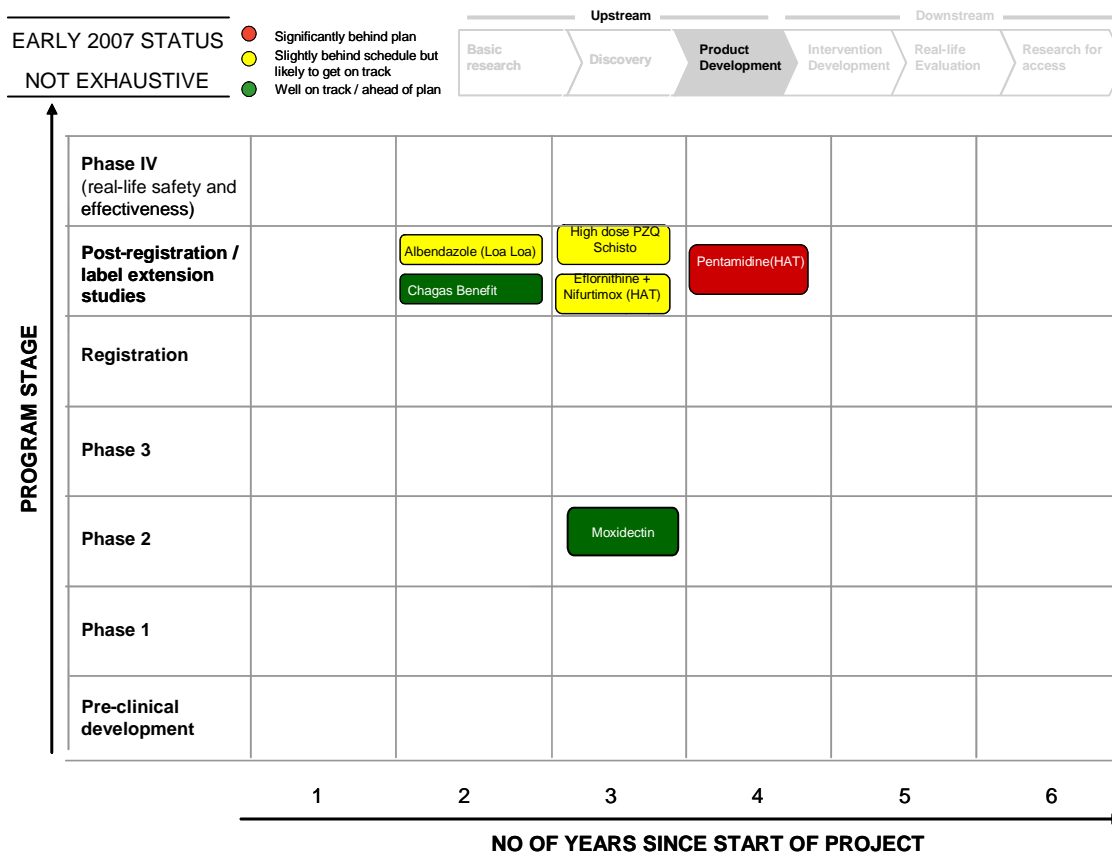 EARLY 2007 STATUS
NOT EXHAUSTIVE
Significantly behind plan
Slightly behind schedule but
likely to get on track
Well on track / ahead of plan
Upstream
Downstream
Basic
research
Discovery
Product
Development
Intervention
Development
Real-life
Evaluation
Research for
access
PROGRAM STAGE
Phase IV
(real-life safety and
effectiveness)
Post-registration /
label extension
studies
Albendazole (Loa Loa)
Chagas Benefit
High dose PZQ
Schisto
Eflornithine +
Nifurtimox (HAT)
Pentamidine(HAT)
Registration
Phase 3
Phase 2
Moxidectin
Phase 1
Pre-clinical
development
1 2 3 4 5 6
NO OF YEARS SINCE START OF PROJECT